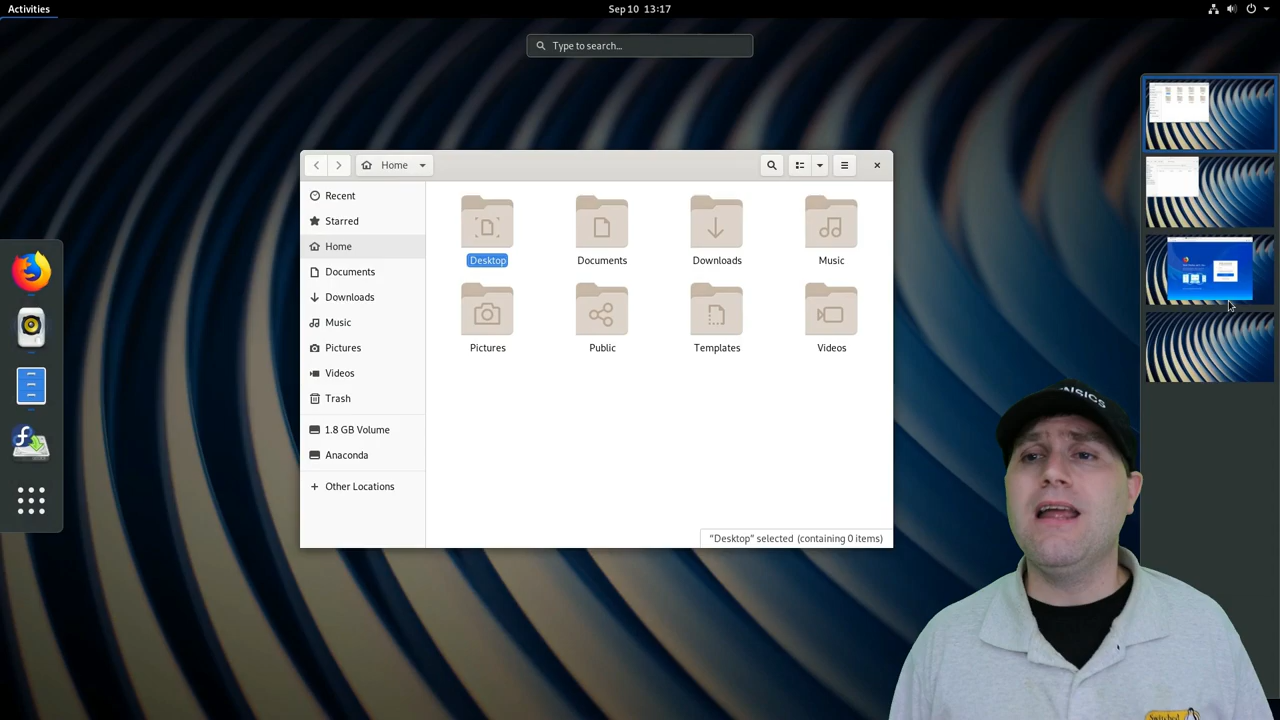 Activities
Sep 10 13:17
Type to search...
Home
Recent
Starred
Home
Documents
Downloads
Music
Pictures
Videos
Trash
1.8 GB Volume
Anaconda
Other Locations
Desktop
Documents
Downloads
Music
Pictures
Public
Templates
Videos
"Desktop" selected (containing 0 items)
Switched